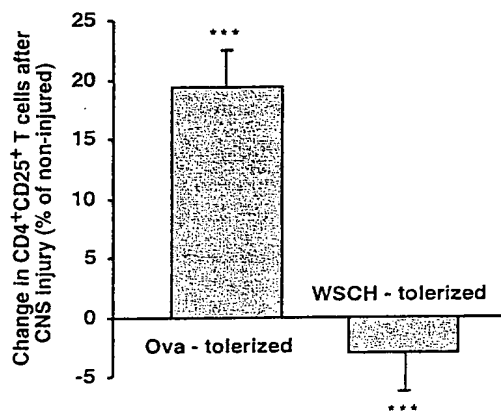 Change in CD4⁺CD25⁺ T cells after
CNS Injury (% of non-injured)
25
20
15
10
5
0
-5
***
Ova - tolerized
WSCH - tolerized
***